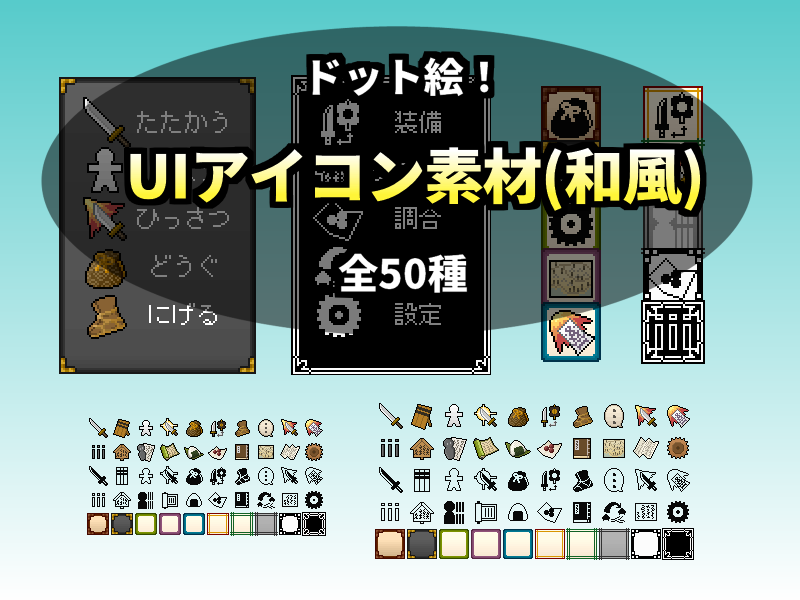 ドット絵！
UIアイコン素材(和風)
全50種
たたかう
ひっさつ
どうぐ
にげる
装備
調合
設定